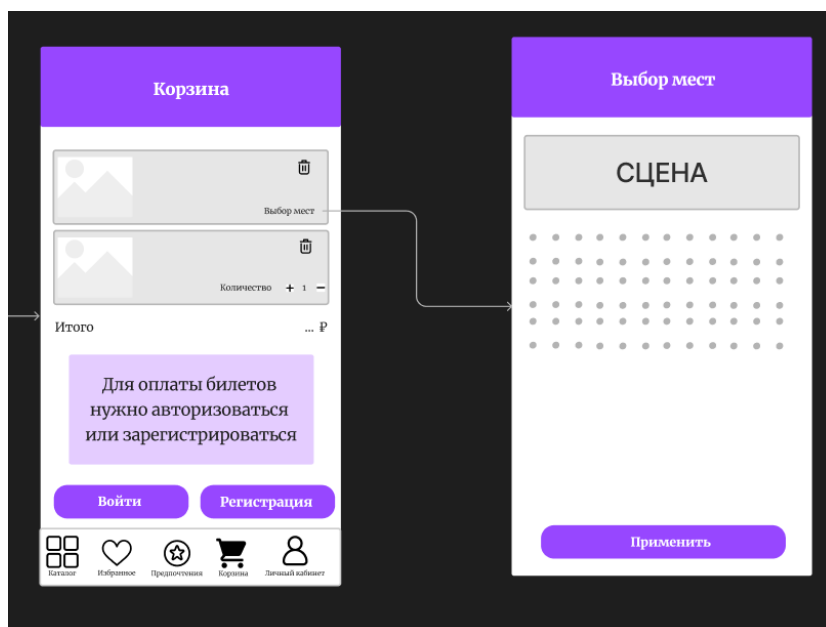 Корзина
Выбор мест
Количество + 1 −
Итого ... ₽
Для оплаты билетов
нужно авторизоваться
или зарегистрироваться
Войти Регистрация
Каталог Избранное Предпочтения Корзина Личный кабинет
Выбор мест
СЦЕНА
Применить